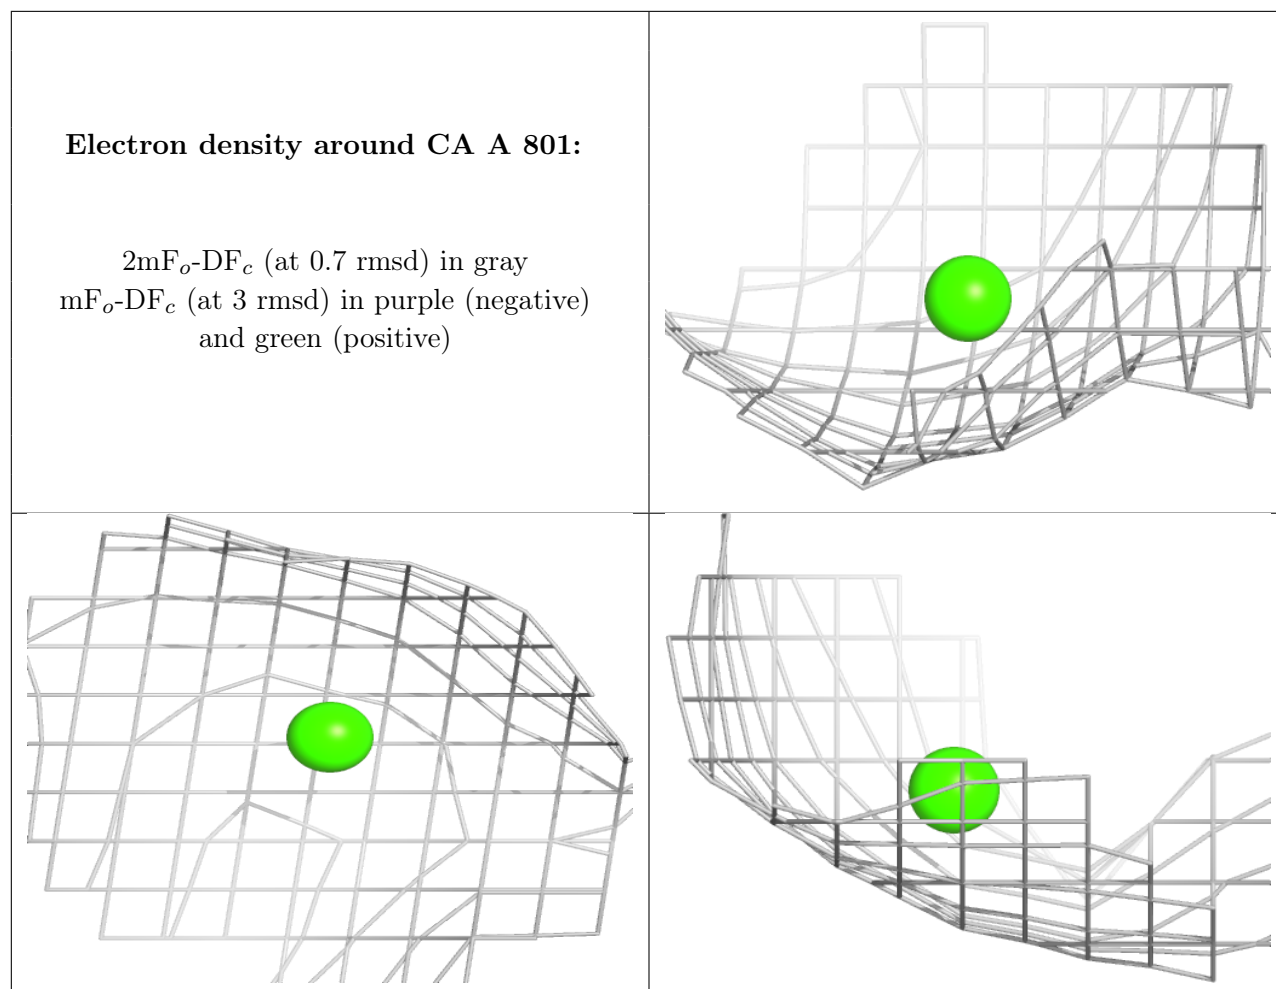 Electron density around CA A 801:
2mFo-DFc (at 0.7 rmsd) in gray
mFo-DFc (at 3 rmsd) in purple (negative)
and green (positive)